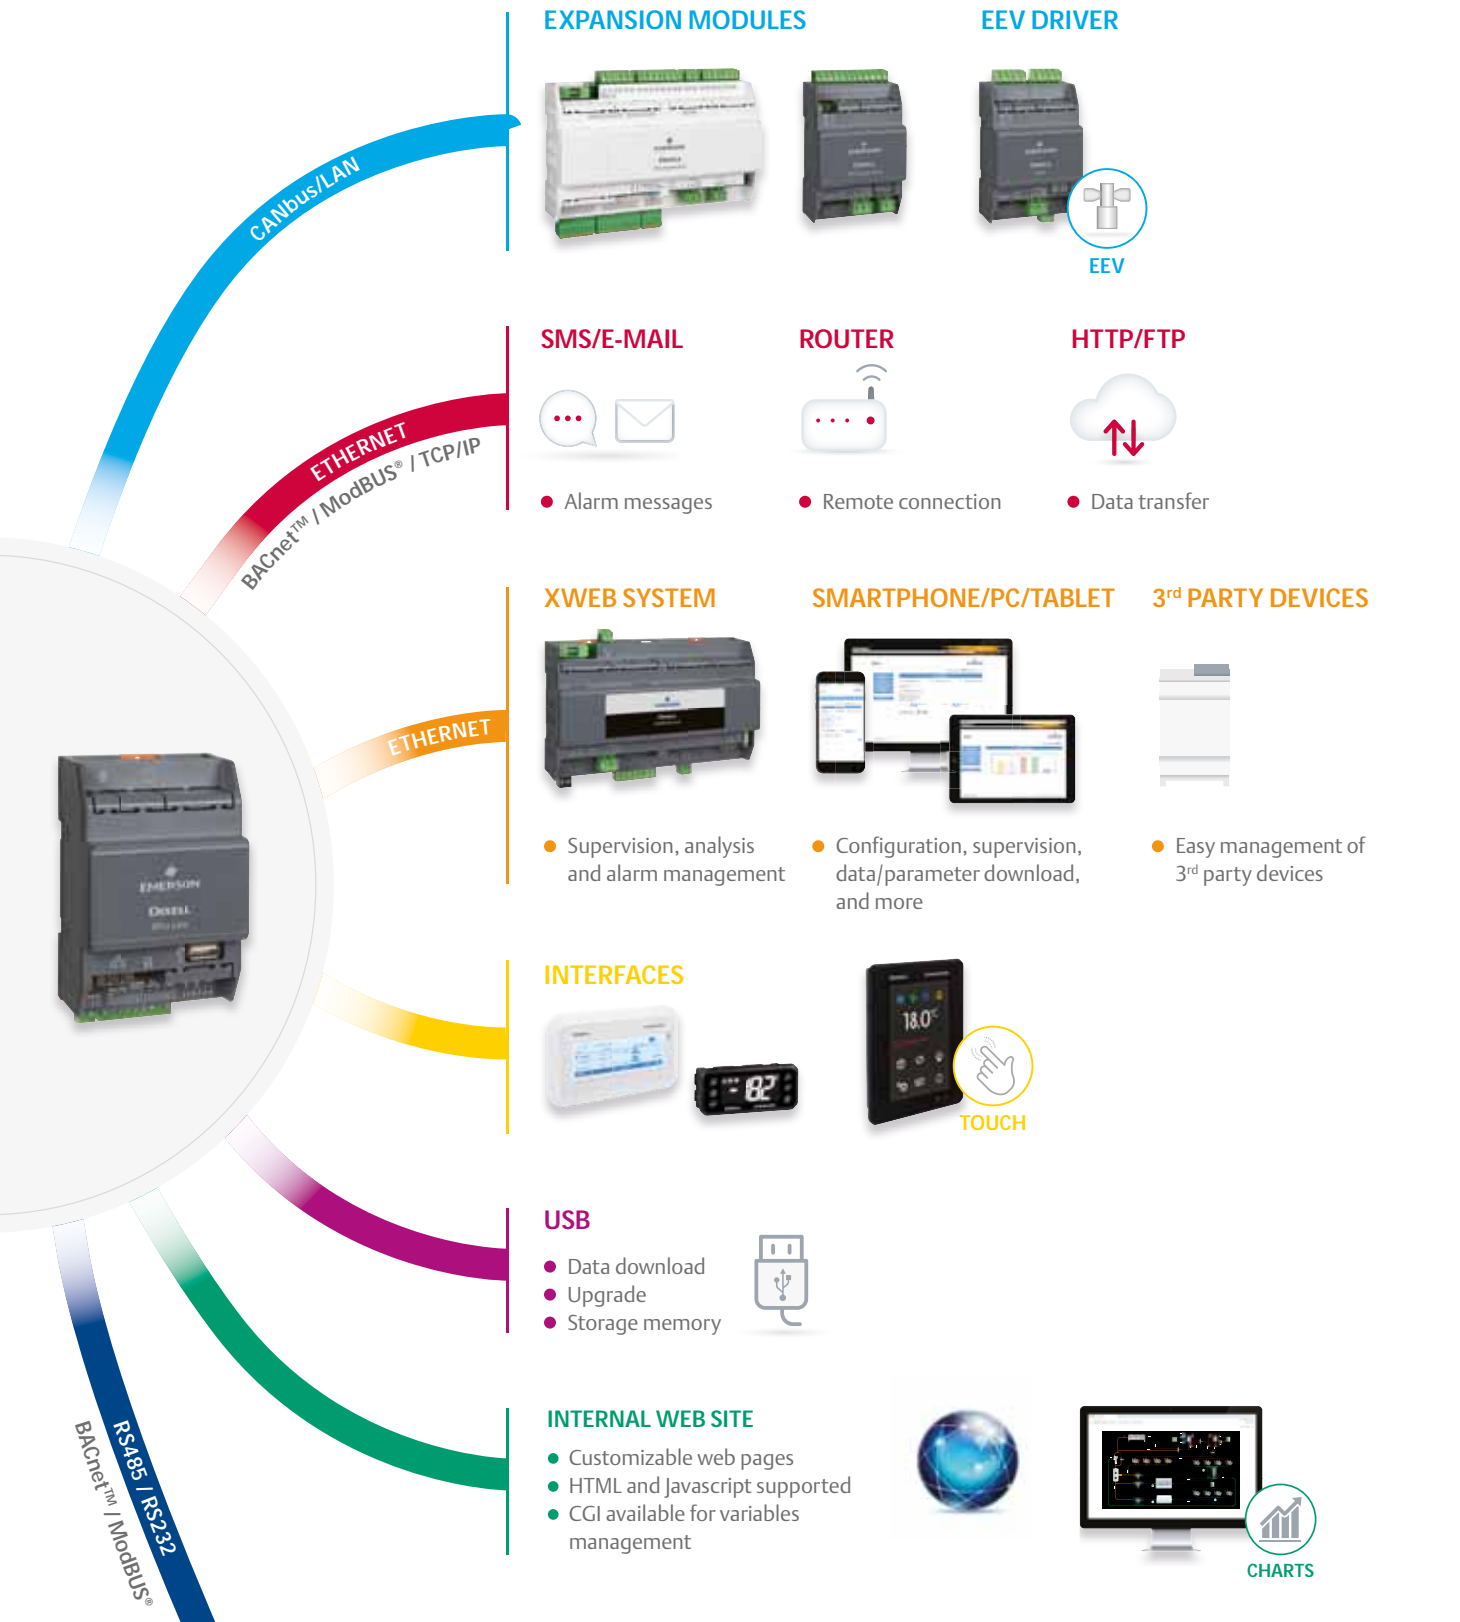 EXPANSION MODULES
EEV DRIVER
CANbus/LAN
EEV
SMS/E-MAIL
ROUTER
HTTP/FTP
ETHERNET
BACnet™ / ModBUS® / TCP/IP
Alarm messages
Remote connection
Data transfer
XWEB SYSTEM
SMARTPHONE/PC/TABLET
3rd PARTY DEVICES
ETHERNET
Supervision, analysis
and alarm management
Configuration, supervision,
data/parameter download,
and more
Easy management of
3rd party devices
EMERSON
DIXELL
INTERFACES
18.0°
82
TOUCH
USB
Data download
Upgrade
Storage memory
INTERNAL WEB SITE
Customizable web pages
HTML and Javascript supported
CGI available for variables
management
CHARTS
RS485 / RS232
BACnet™ / ModBUS®